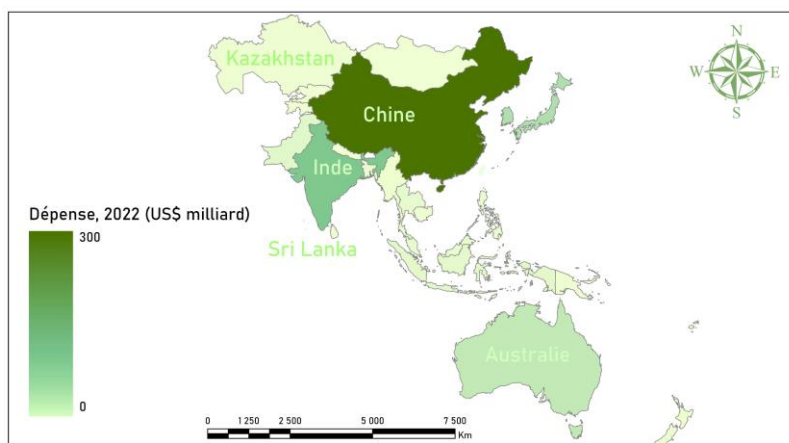 N
W E
S
Kazakhstan
Chine
Inde
Sri Lanka
Australie
Dépense, 2022 (US$ milliard)
300
0
0 1 250 2 500 5 000 7 500
Km